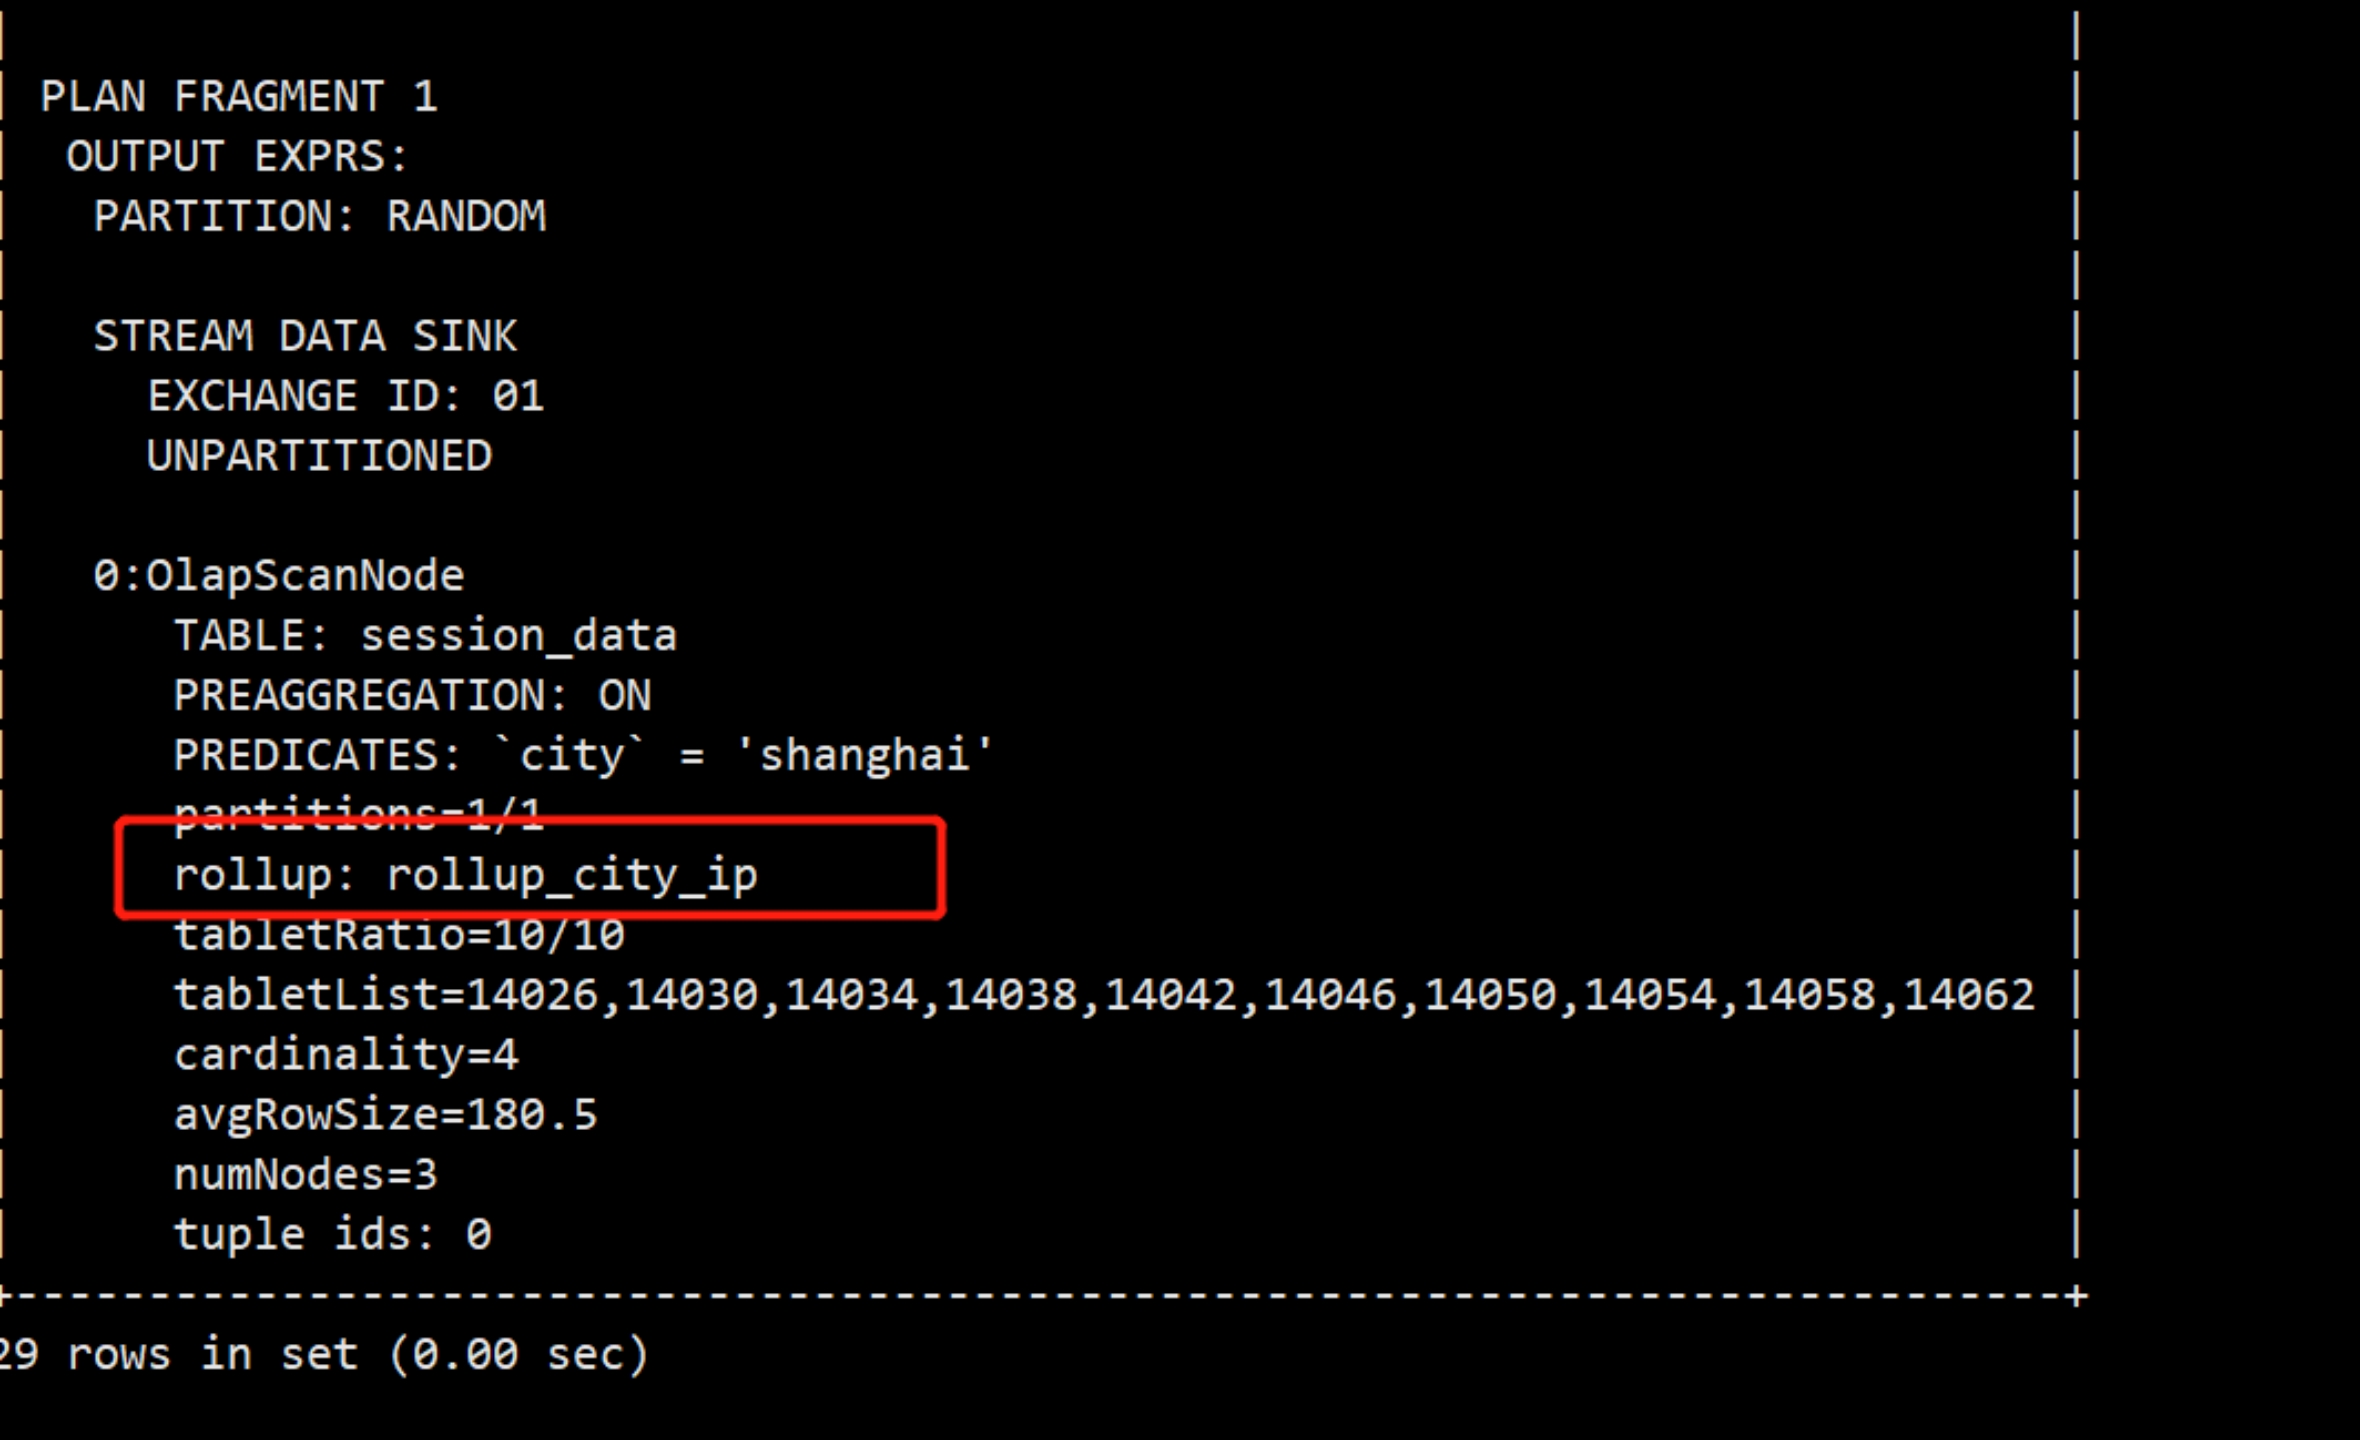 PLAN FRAGMENT 1
OUTPUT EXPRS:
PARTITION: RANDOM
STREAM DATA SINK
EXCHANGE ID: 01
UNPARTITIONED
0:OlapScanNode
TABLE: session_data
PREAGGREGATION: ON
PREDICATES: `city` = 'shanghai'
partitions=1/1
rollup: rollup_city_ip
tabletRatio=10/10
tabletList=14026,14030,14034,14038,14042,14046,14050,14054,14058,14062
cardinality=4
avgRowSize=180.5
numNodes=3
tuple ids: 0
29 rows in set (0.00 sec)